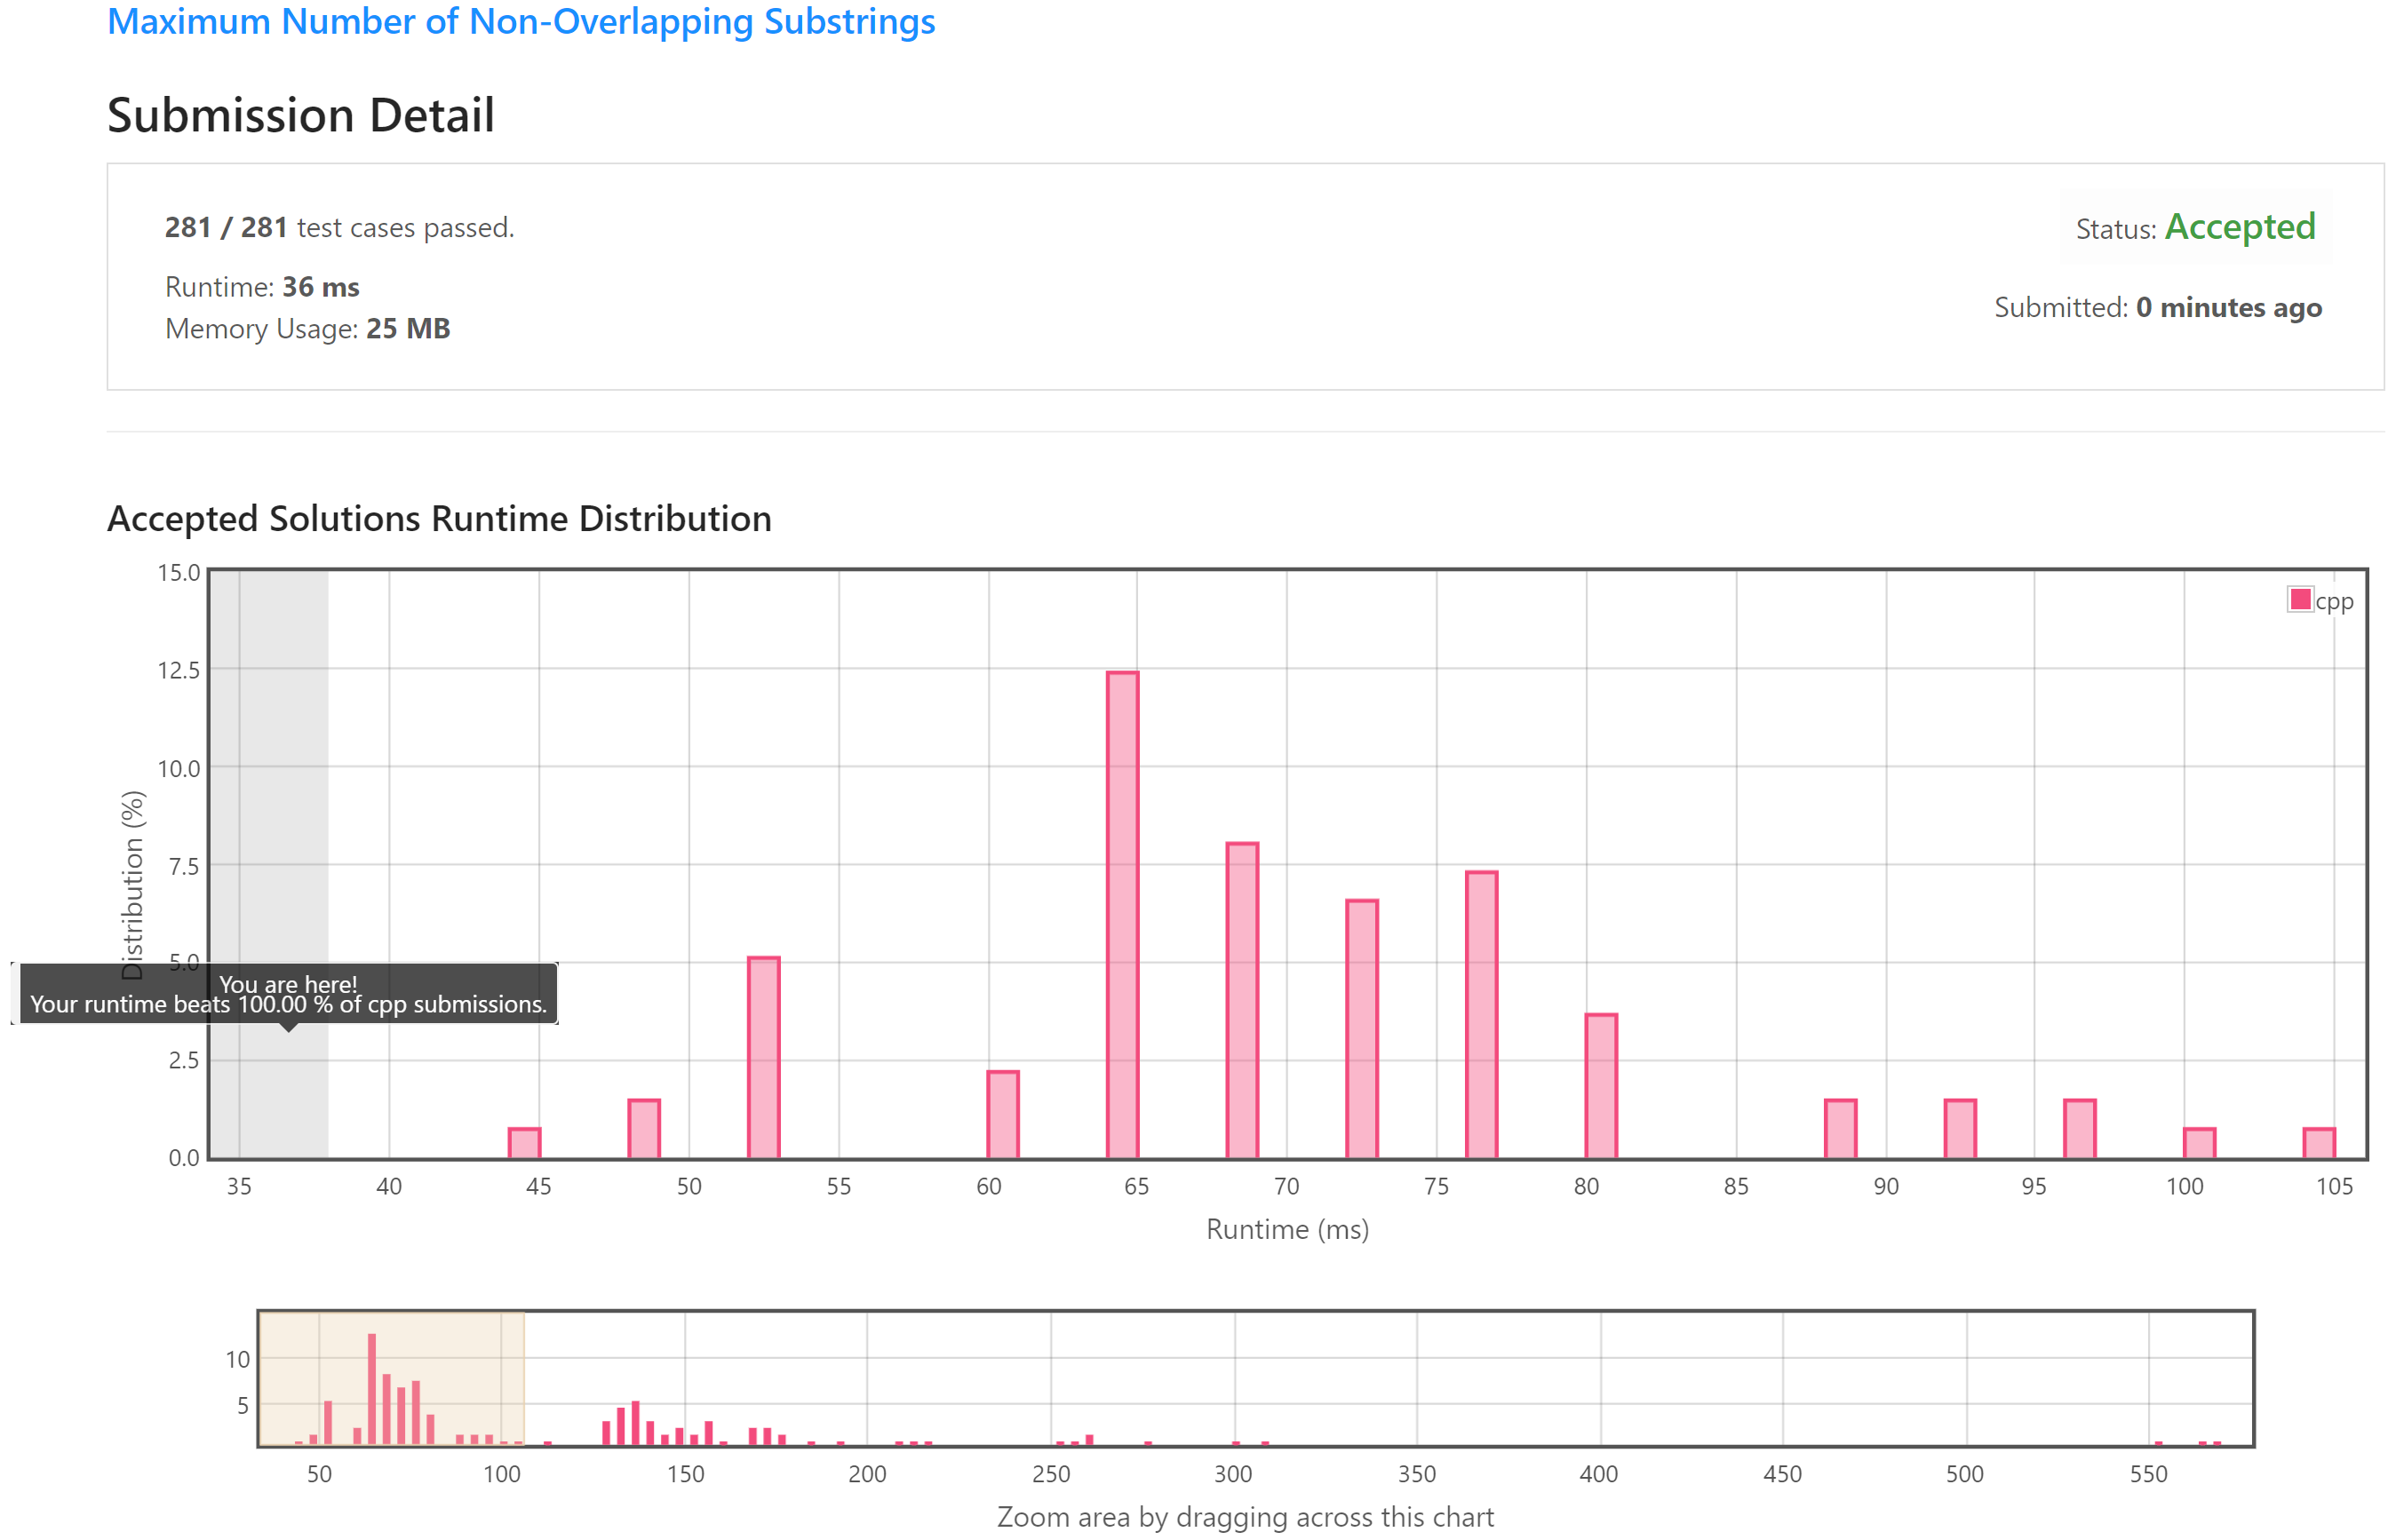 Maximum Number of Non-Overlapping Substrings
Submission Detail
281 / 281 test cases passed.
Status: Accepted
Runtime: 36 ms
Submitted: 0 minutes ago
Memory Usage: 25 MB
Accepted Solutions Runtime Distribution
15.0
cpp
12.5
10.0
7.5
Distribution (%)
5.0
You are here!
Your runtime beats 100.00 % of cpp submissions.
2.5
0.0
35 40 45 50 55 60 65 70 75 80 85 90 95 100 105
Runtime (ms)
10
5
50 100 150 200 250 300 350 400 450 500 550
Zoom area by dragging across this chart